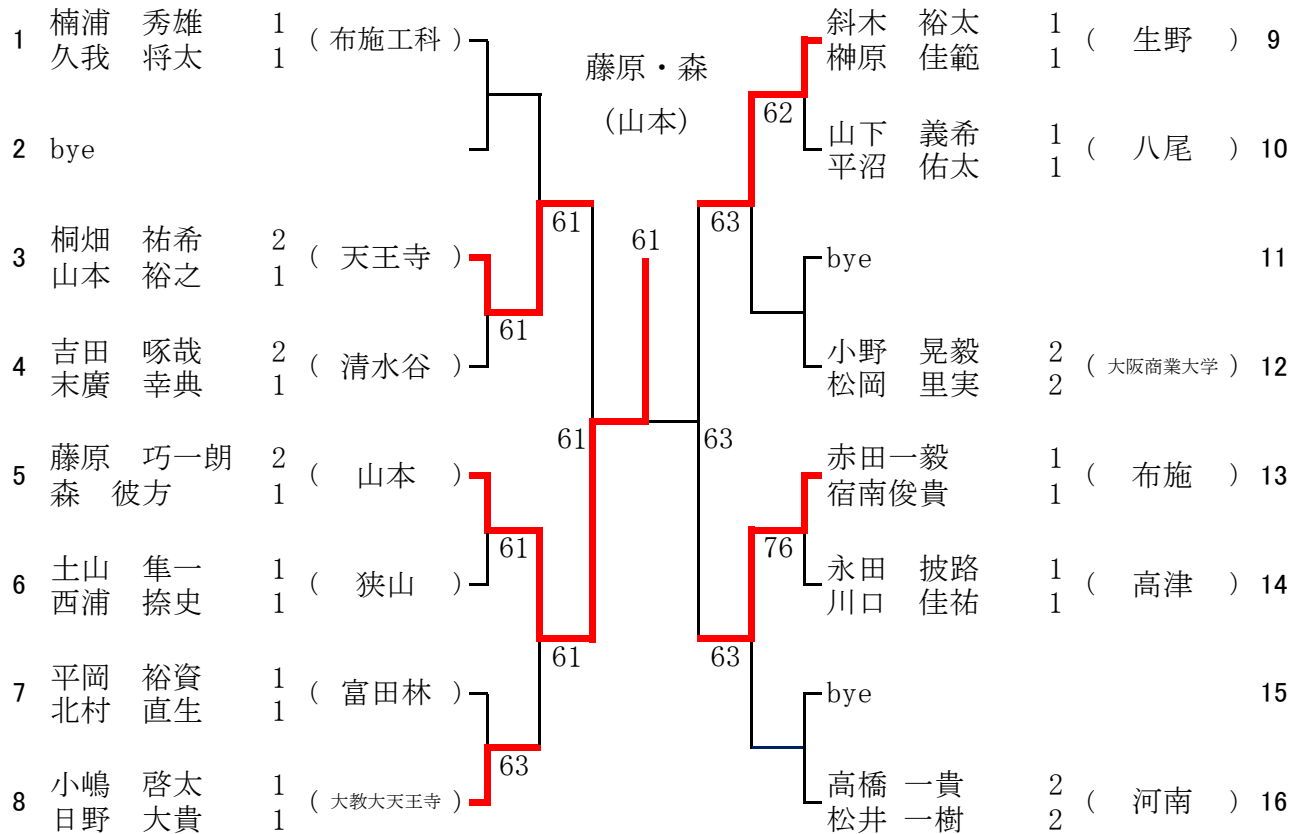 楠浦　秀雄　1
1 ( 布施工科 )
久我　将太　1
2 bye
桐畑　祐希　2
3 ( 天王寺 )
山本　裕之　1
吉田　啄哉　2
4 ( 清水谷 )
末廣　幸典　1
藤原　巧一朗　2
5 ( 山本 )
森　彼方　1
土山　隼一　1
6 ( 狭山 )
西浦　捺史　1
平岡　裕資　1
7 ( 富田林 )
北村　直生　1
小嶋　啓太　1
8 ( 大教大天王寺 )
日野　大貴　1
61
61
61
61
63
61
藤原・森
(山本)
61
62
63
63
76
63
斜木　裕太　1
( 生野 ) 9
榊原　佳範　1
山下　義希　1
( 八尾 ) 10
平沼　佑太　1
bye 11
小野　晃毅　2
( 大阪商業大学 ) 12
松岡　里実　2
赤田一毅　1
( 布施 ) 13
宿南俊貴　1
永田　披路　1
( 高津 ) 14
川口　佳祐　1
bye 15
高橋 一貴　2
( 河南 ) 16
松井 一樹　2